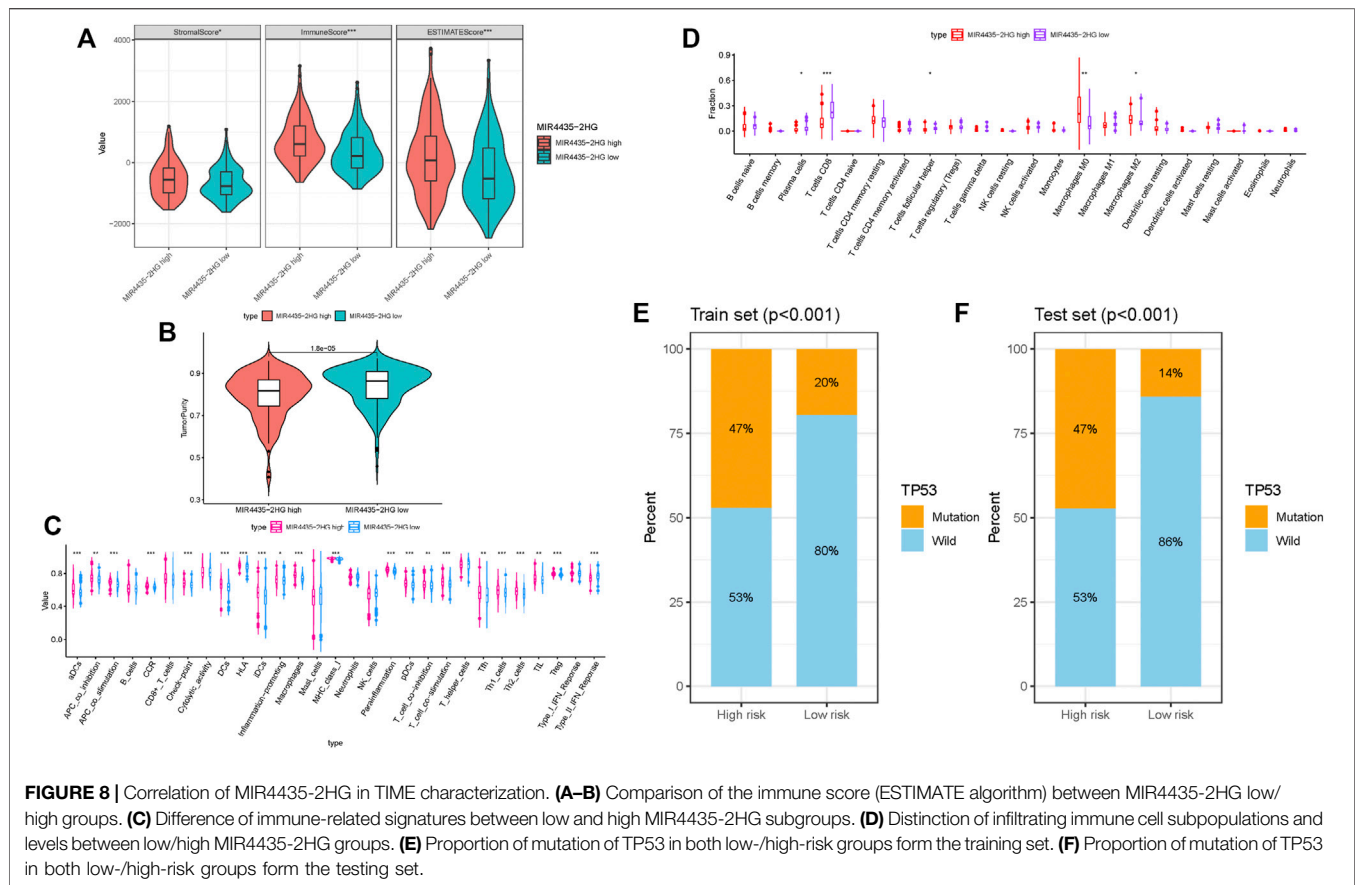 A
StromalScore*
ImmuneScore***
ESTIMATEScore***
4000
2000
0
−2000
Value
MIR4435−2HG high
MIR4435−2HG low
MIR4435−2HG high
MIR4435−2HG low
MIR4435−2HG high
MIR4435−2HG low
MIR4435−2HG
MIR4435−2HG high
MIR4435−2HG low
D
type MIR4435−2HG high MIR4435−2HG low
* *** * ** *
0.9
0.6
0.3
0.0
Fraction
B cells naive
B cells memory
Plasma cells
T cells CD8
T cells CD4 naive
T cells CD4 memory resting
T cells CD4 memory activated
T cells follicular helper
T cells regulatory (Tregs)
T cells gamma delta
NK cells resting
NK cells activated
Monocytes
Macrophages M0
Macrophages M1
Macrophages M2
Dendritic cells resting
Dendritic cells activated
Mast cells resting
Mast cells activated
Eosinophils
Neutrophils
B
type MIR4435−2HG high MIR4435−2HG low
1.8e−05
0.9
0.7
0.5
0.3
TumorPurity
MIR4435−2HG high
MIR4435−2HG low
C
type MIR4435−2HG high MIR4435−2HG low
*** ** *** *** *** *** *** *** * *** *** *** *** ** *** ** *** *** ** *** ***
0.8
0.4
0.0
Value
aDCs
APC_co_inhibition
APC_co_stimulation
B_cells
CCR
CD8+_T_cells
Check−point
Cytolytic_activity
DCs
HLA
iDCs
Inflammation−promoting
Macrophages
Mast_cells
MHC_class_I
Neutrophils
NK_cells
Parainflammation
pDCs
T_cell_co−inhibition
T_cell_co−stimulation
T_helper_cells
Tfh
Th1_cells
Th2_cells
TIL
Treg
Type_I_IFN_Reponse
Type_II_IFN_Reponse
type
E
Train set (p<0.001)
100
75
50
25
0
Percent
47%
53%
20%
80%
High risk
Low risk
TP53
Mutation
Wild
F
Test set (p<0.001)
100
75
50
25
0
Percent
47%
53%
14%
86%
High risk
Low risk
TP53
Mutation
Wild
FIGURE 8 | Correlation of MIR4435-2HG in TIME characterization. (A–B) Comparison of the immune score (ESTIMATE algorithm) between MIR4435-2HG low/
high groups. (C) Difference of immune-related signatures between low and high MIR4435-2HG subgroups. (D) Distinction of infiltrating immune cell subpopulations and
levels between low/high MIR4435-2HG groups. (E) Proportion of mutation of TP53 in both low-/high-risk groups form the training set. (F) Proportion of mutation of TP53
in both low-/high-risk groups form the testing set.